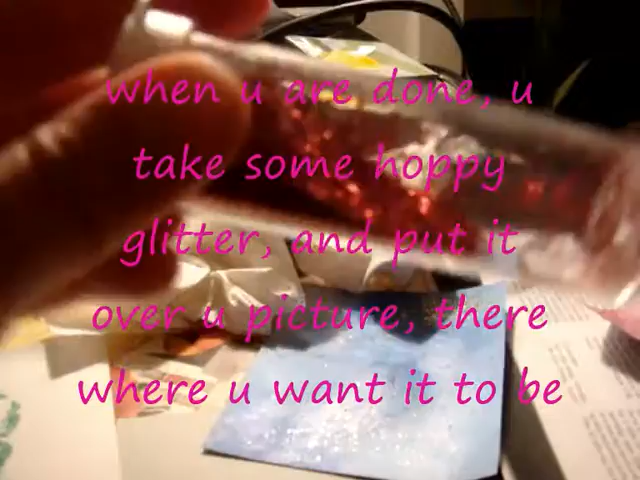 when u are done, u
take some hoppy
glitter, and put it
over u picture, there
where u want it to be